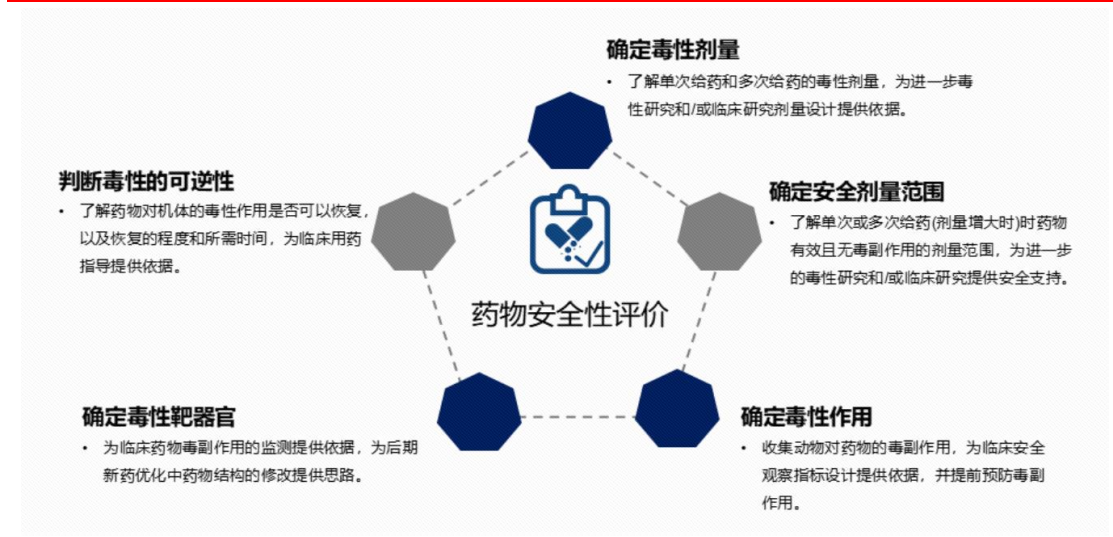 确定毒性剂量
• 了解单次给药和多次给药的毒性剂量，为进一步毒
性研究和/或临床研究剂量设计提供依据。
判断毒性的可逆性
• 了解药物对机体的毒性作用是否可以恢复，
以及恢复的程度和所需时间，为临床用药
指导提供依据。
确定安全剂量范围
• 了解单次或多次给药(剂量增大时)时药物
有效且无毒副作用的剂量范围，为进一步
的毒性研究和/或临床研究提供安全支持。
药物安全性评价
确定毒性靶器官
• 为临床药物毒副作用的监测提供依据，为后期
新药优化中药物结构的修改提供思路。
确定毒性作用
• 收集动物对药物的毒副作用，为临床安全
观察指标设计提供依据，并提前预防毒副
作用。